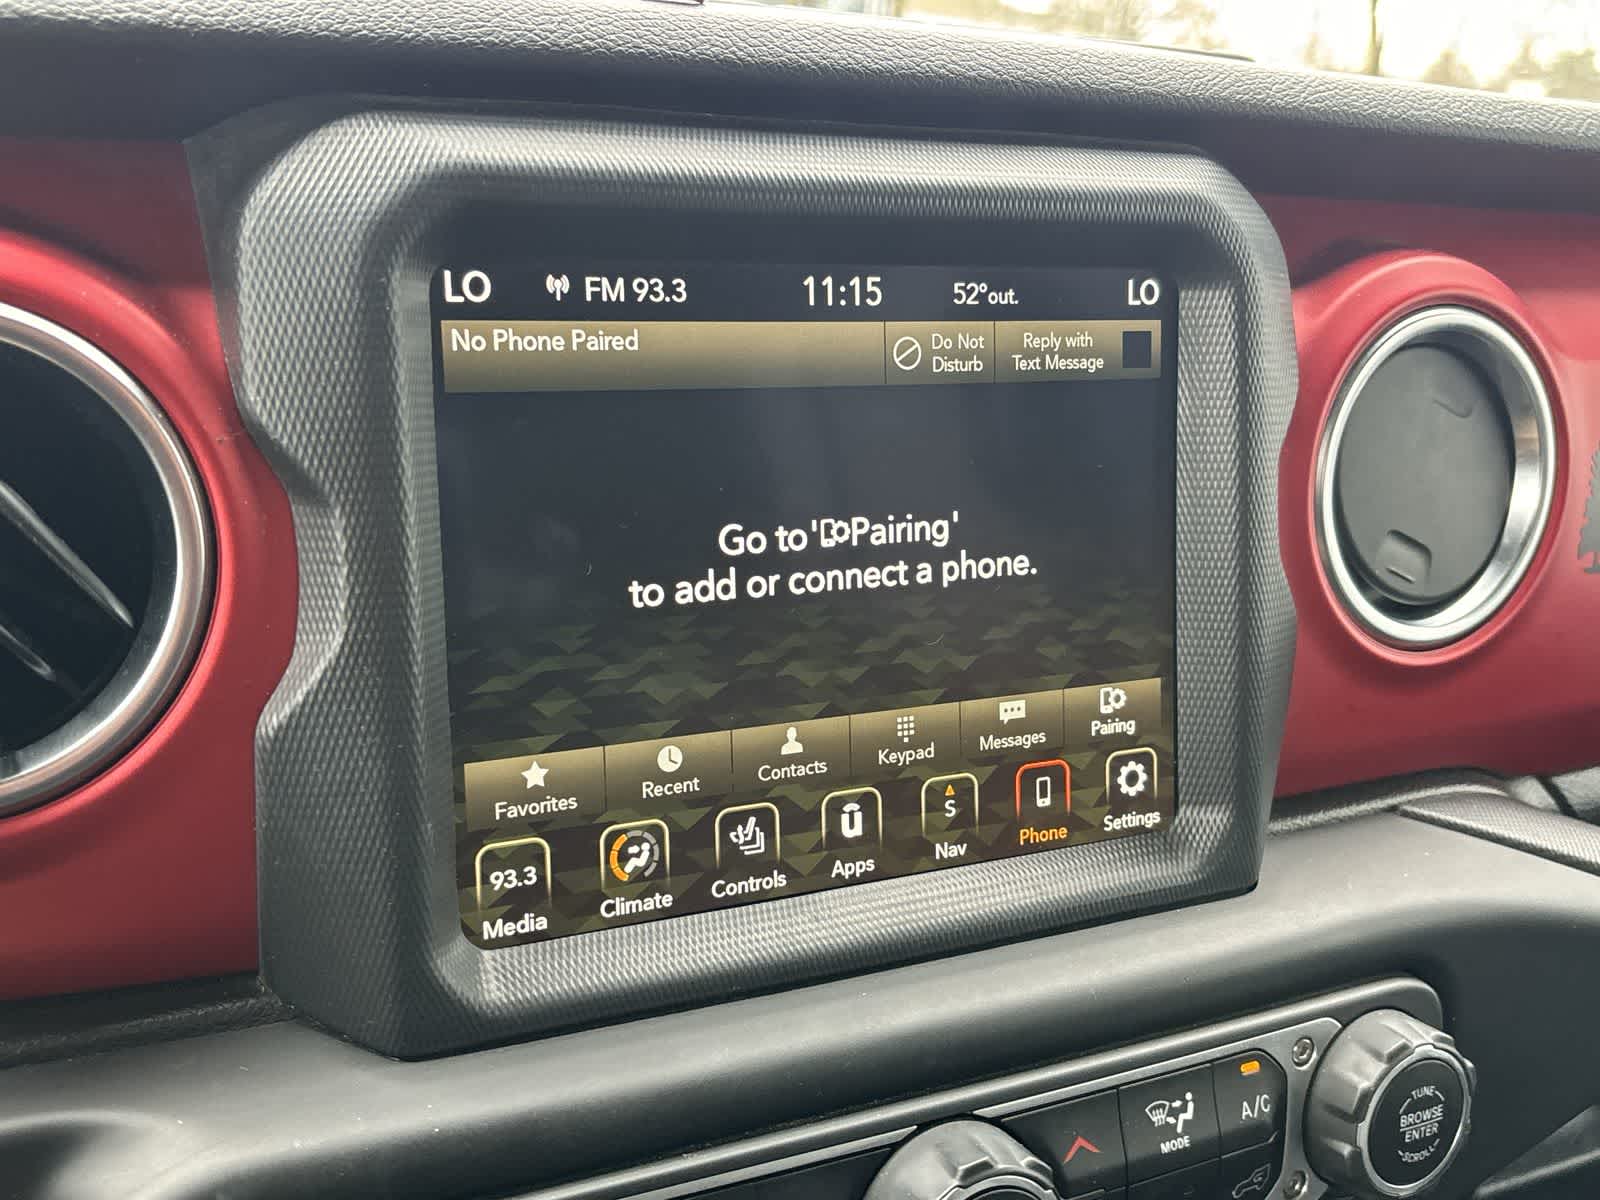 LO FM 93.3 11:15 52°out. LO
No Phone Paired
Do Not
Disturb
Reply with
Text Message
Go to 'Pairing'
to add or connect a phone.
Favorites Recent Contacts Keypad Messages Pairing
93.3 S
Media Climate Controls Apps Nav Phone Settings
MODE
A/C
TUNE
BROWSE
ENTER
SCROLL